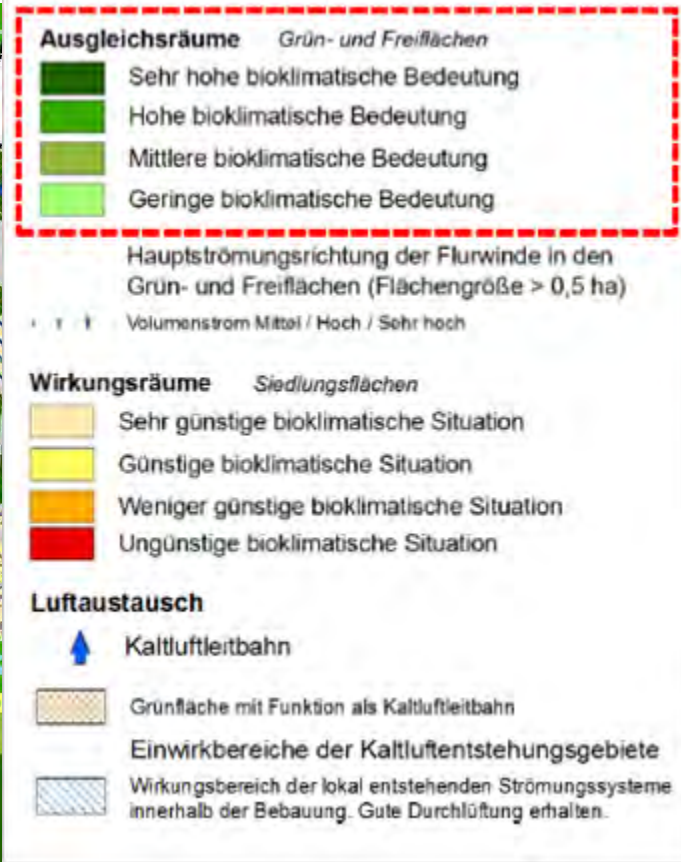 Ausgleichsräume Grün- und Freiflächen
Sehr hohe bioklimatische Bedeutung
Hohe bioklimatische Bedeutung
Mittlere bioklimatische Bedeutung
Geringe bioklimatische Bedeutung
Hauptströmungsrichtung der Flurwinde in den
Grün- und Freiflächen (Flächengröße > 0,5 ha)
Volumenstrom Mittel / Hoch / Sehr hoch
Wirkungsräume Siedlungsflächen
Sehr günstige bioklimatische Situation
Günstige bioklimatische Situation
Weniger günstige bioklimatische Situation
Ungünstige bioklimatische Situation
Luftaustausch
Kaltluftleitbahn
Grünfläche mit Funktion als Kaltluftleitbahn
Einwirkbereiche der Kaltluftentstehungsgebiete
Wirkungsbereich der lokal entstehenden Strömungssysteme
innerhalb der Bebauung. Gute Durchlüftung erhalten.